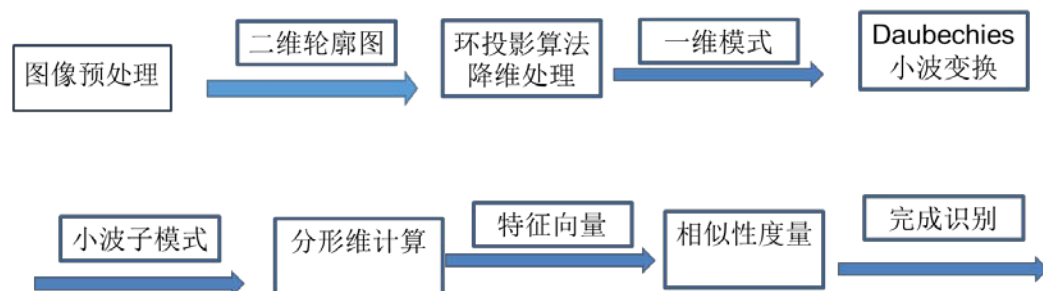 图像预处理
二维轮廓图
环投影算法
降维处理
一维模式
Daubechies
小波变换
小波子模式
分形维计算
特征向量
相似性度量
完成识别